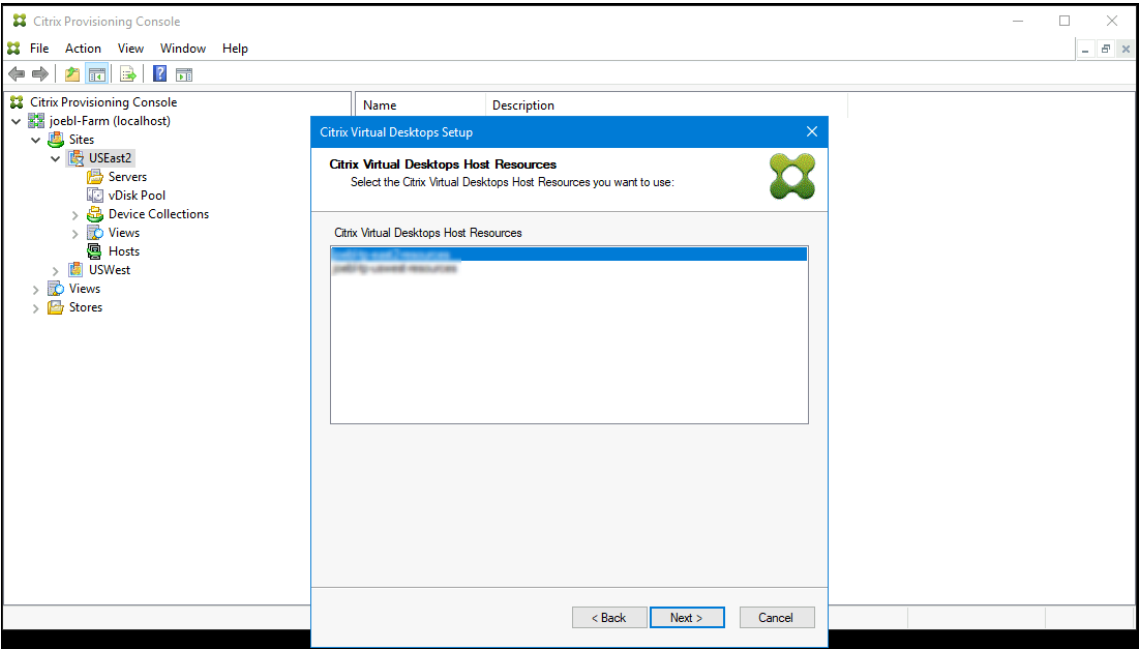 Citrix Provisioning Console
File Action View Window Help
Citrix Provisioning Console
joebl-Farm (localhost)
Sites
USEast2
Servers
vDisk Pool
Device Collections
Views
Hosts
USWest
Views
Stores
Name Description
Citrix Virtual Desktops Setup
Citrix Virtual Desktops Host Resources
Select the Citrix Virtual Desktops Host Resources you want to use:
Citrix Virtual Desktops Host Resources
< Back Next > Cancel